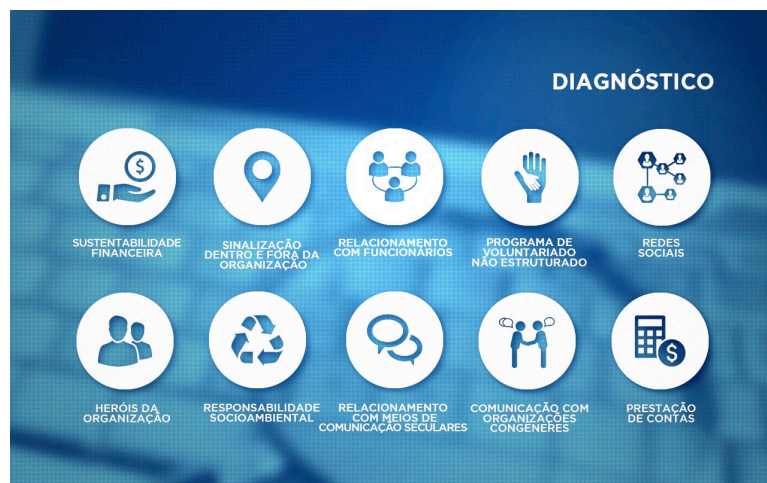 DIAGNÓSTICO
SUSTENTABILIDADE
FINANCEIRA
SINALIZAÇÃO
DENTRO E FORA DA
ORGANIZAÇÃO
RELACIONAMENTO
COM FUNCIONÁRIOS
PROGRAMA DE
VOLUNTARIADO
NÃO ESTRUTURADO
REDES
SOCIAIS
HERÓIS DA
ORGANIZAÇÃO
RESPONSABILIDADE
SOCIOAMBIENTAL
RELACIONAMENTO
COM MEIOS DE
COMUNICAÇÃO SECULARES
COMUNICAÇÃO COM
ORGANIZAÇÕES
CONGÊNERES
PRESTAÇÃO
DE CONTAS